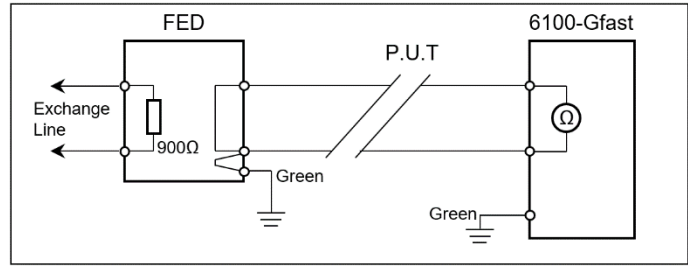 FED
6100-Gfast
P.U.T
Exchange
Line
900Ω
Ω
Green
Green